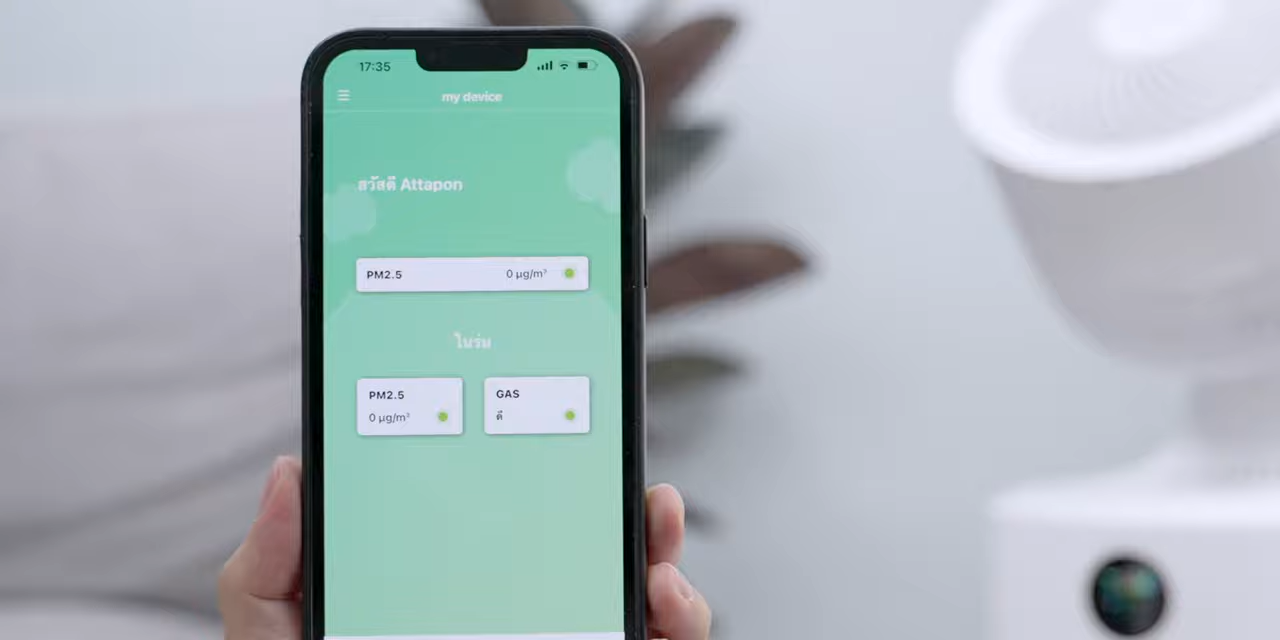 17:35
my device
สวัสดี Attapon
PM2.5 0 µg/m³
ในร่ม
PM2.5 GAS
0 µg/m³ ดี